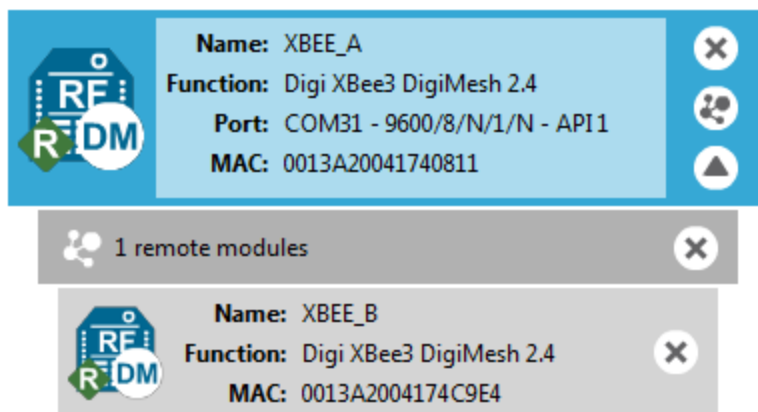 Name: XBEE_A
Function: Digi XBee3 DigiMesh 2.4
Port: COM31 - 9600/8/N/1/N - API 1
MAC: 0013A20041740811
RF
R DM
1 remote modules
Name: XBEE_B
Function: Digi XBee3 DigiMesh 2.4
MAC: 0013A2004174C9E4
RF
R DM